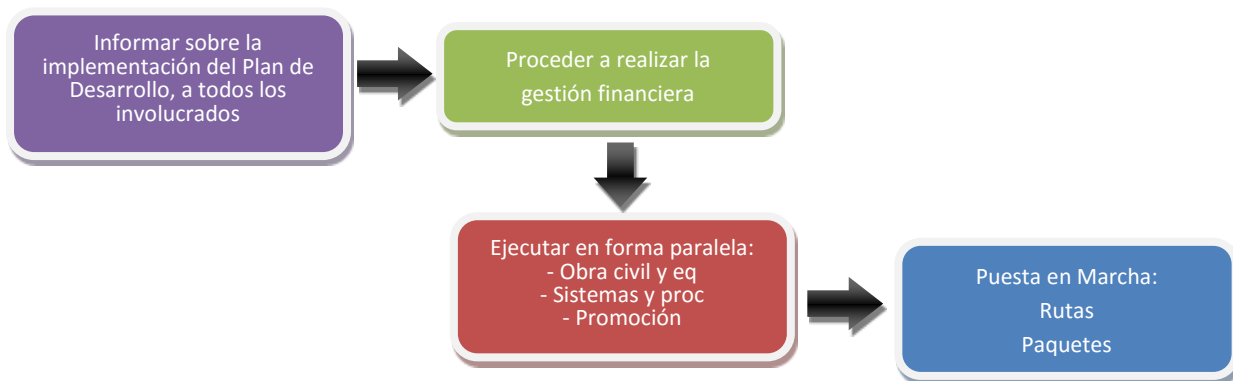 Informar sobre la
implementación del Plan de
Desarrollo, a todos los
involucrados
Proceder a realizar la
gestión financiera
Ejecutar en forma paralela:
- Obra civil y eq
- Sistemas y proc
- Promoción
Puesta en Marcha:
Rutas
Paquetes